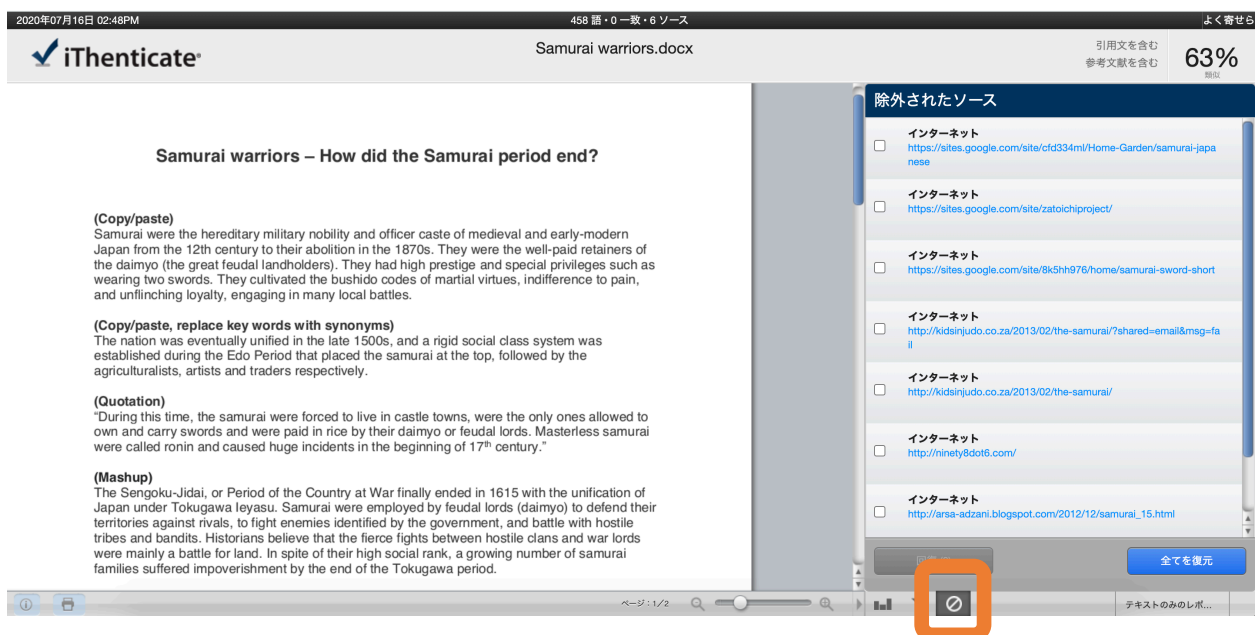 2020年07月16日 02:48PM
458 語・0 一致・6 ソース
よく寄せら
iThenticate®
Samurai warriors.docx
引用文を含む
参考文献を含む
63%
類似
Samurai warriors – How did the Samurai period end?
(Copy/paste)
Samurai were the hereditary military nobility and officer caste of medieval and early-modern
Japan from the 12th century to their abolition in the 1870s. They were the well-paid retainers of
the daimyo (the great feudal landholders). They had high prestige and special privileges such as
wearing two swords. They cultivated the bushido codes of martial virtues, indifference to pain,
and unflinching loyalty, engaging in many local battles.
(Copy/paste, replace key words with synonyms)
The nation was eventually unified in the late 1500s, and a rigid social class system was
established during the Edo Period that placed the samurai at the top, followed by the
agriculturalists, artists and traders respectively.
(Quotation)
“During this time, the samurai were forced to live in castle towns, were the only ones allowed to
own and carry swords and were paid in rice by their daimyo or feudal lords. Masterless samurai
were called ronin and caused huge incidents in the beginning of 17th century.”
(Mashup)
The Sengoku-Jidai, or Period of the Country at War finally ended in 1615 with the unification of
Japan under Tokugawa Ieyasu. Samurai were employed by feudal lords (daimyo) to defend their
territories against rivals, to fight enemies identified by the government, and battle with hostile
tribes and bandits. Historians believe that the fierce fights between hostile clans and war lords
were mainly a battle for land. In spite of their high social rank, a growing number of samurai
families suffered impoverishment by the end of the Tokugawa period.
除外されたソース
インターネット
https://sites.google.com/site/cfd334ml/Home-Garden/samurai-japa
nese
インターネット
https://sites.google.com/site/zatoichiproject/
インターネット
https://sites.google.com/site/8k5hh976/home/samurai-sword-short
インターネット
http://kidsinjudo.co.za/2013/02/the-samurai/?shared=email&msg=fa
il
インターネット
http://kidsinjudo.co.za/2013/02/the-samurai/
インターネット
http://ninety8dot6.com/
インターネット
http://arsa-adzani.blogspot.com/2012/12/samurai_15.html
全てを復元
ページ : 1/2
テキストのみのレポ...